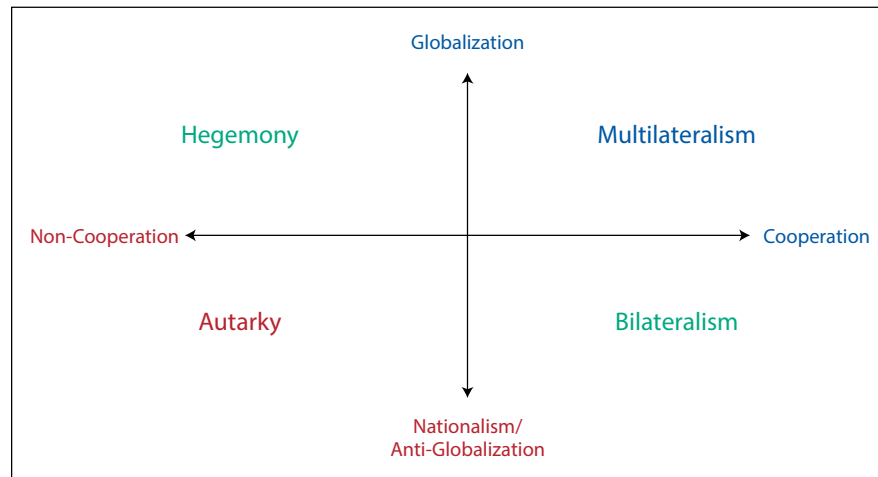 Globalization
Hegemony
Multilateralism
Non-Cooperation
Cooperation
Autarky
Bilateralism
Nationalism/
Anti-Globalization